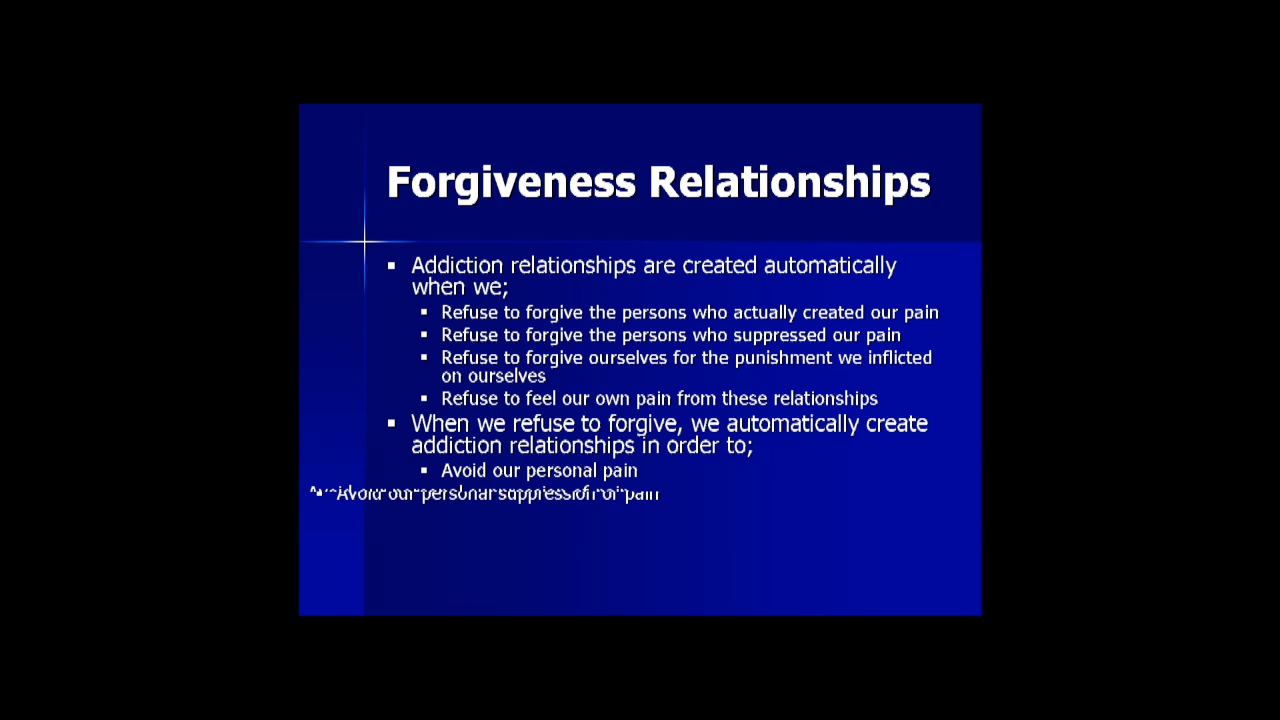 Forgiveness Relationships
▪ Addiction relationships are created automatically
when we;
▪ Refuse to forgive the persons who actually created our pain
▪ Refuse to forgive the persons who suppressed our pain
▪ Refuse to forgive ourselves for the punishment we inflicted
on ourselves
▪ Refuse to feel our own pain from these relationships
▪ When we refuse to forgive, we automatically create
addiction relationships in order to;
▪ Avoid our personal pain
▪ Avoid our personal suppression of pain